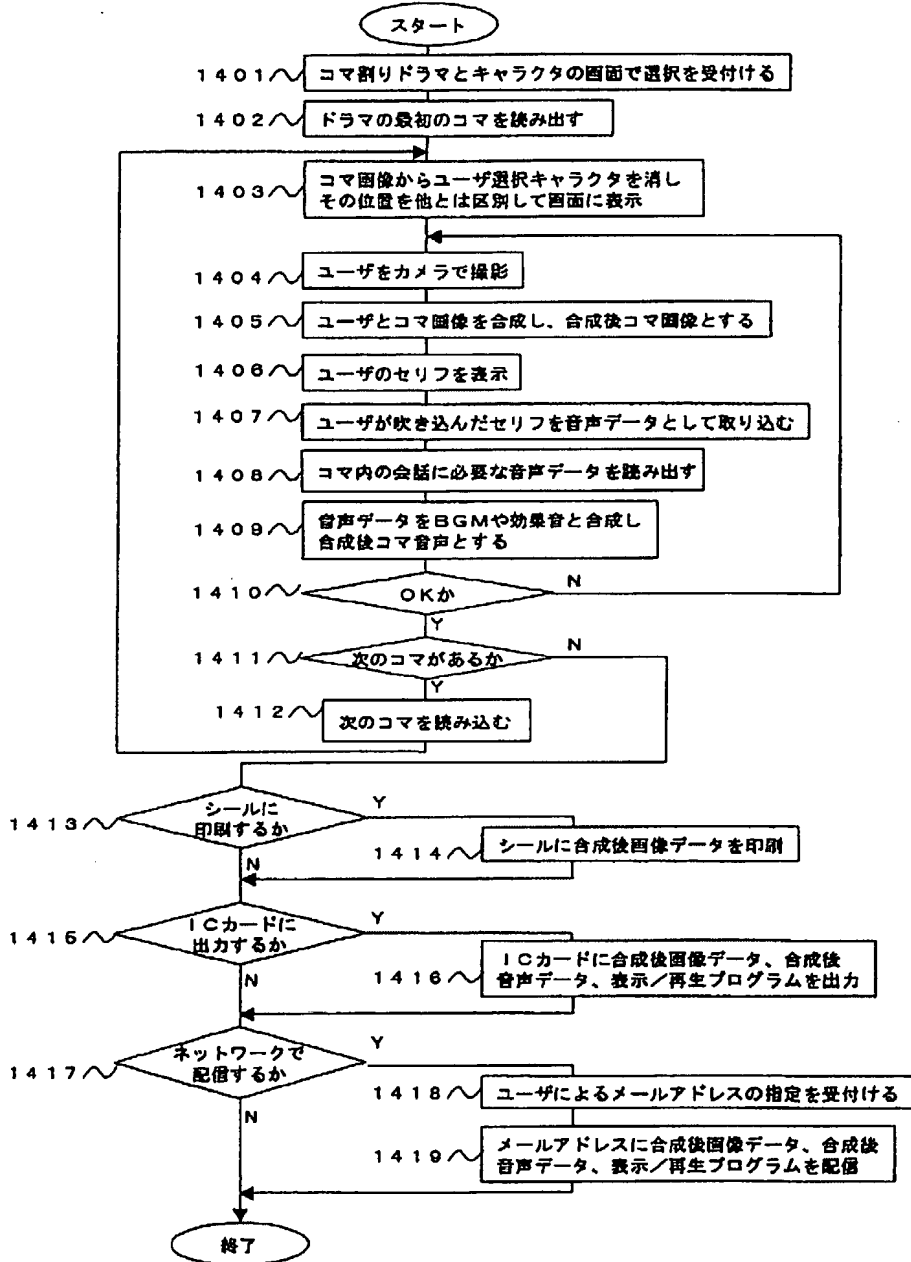 スタート
1401
コマ割りドラマとキャラクタの画面で選択を受付ける
1402
ドラマの最初のコマを読み出す
1403
コマ画像からユーザ選択キャラクタを消し
その位置を他とは区別して画面に表示
1404
ユーザをカメラで撮影
1405
ユーザとコマ画像を合成し、合成後コマ画像とする
1406
ユーザのセリフを表示
1407
ユーザが吹き込んだセリフを音声データとして取り込む
1408
コマ内の会話に必要な音声データを読み出す
1409
音声データをBGMや効果音と合成し
合成後コマ音声とする
1410
OKか
N
Y
1411
次のコマがあるか
N
Y
1412
次のコマを読み込む
1413
シールに
印刷するか
Y
N
1414
シールに合成後画像データを印刷
1415
ICカードに
出力するか
Y
N
1416
ICカードに合成後画像データ、合成後
音声データ、表示/再生プログラムを出力
1417
ネットワークで
配信するか
Y
N
1418
ユーザによるメールアドレスの指定を受付ける
1419
メールアドレスに合成後画像データ、合成後
音声データ、表示/再生プログラムを配信
終了